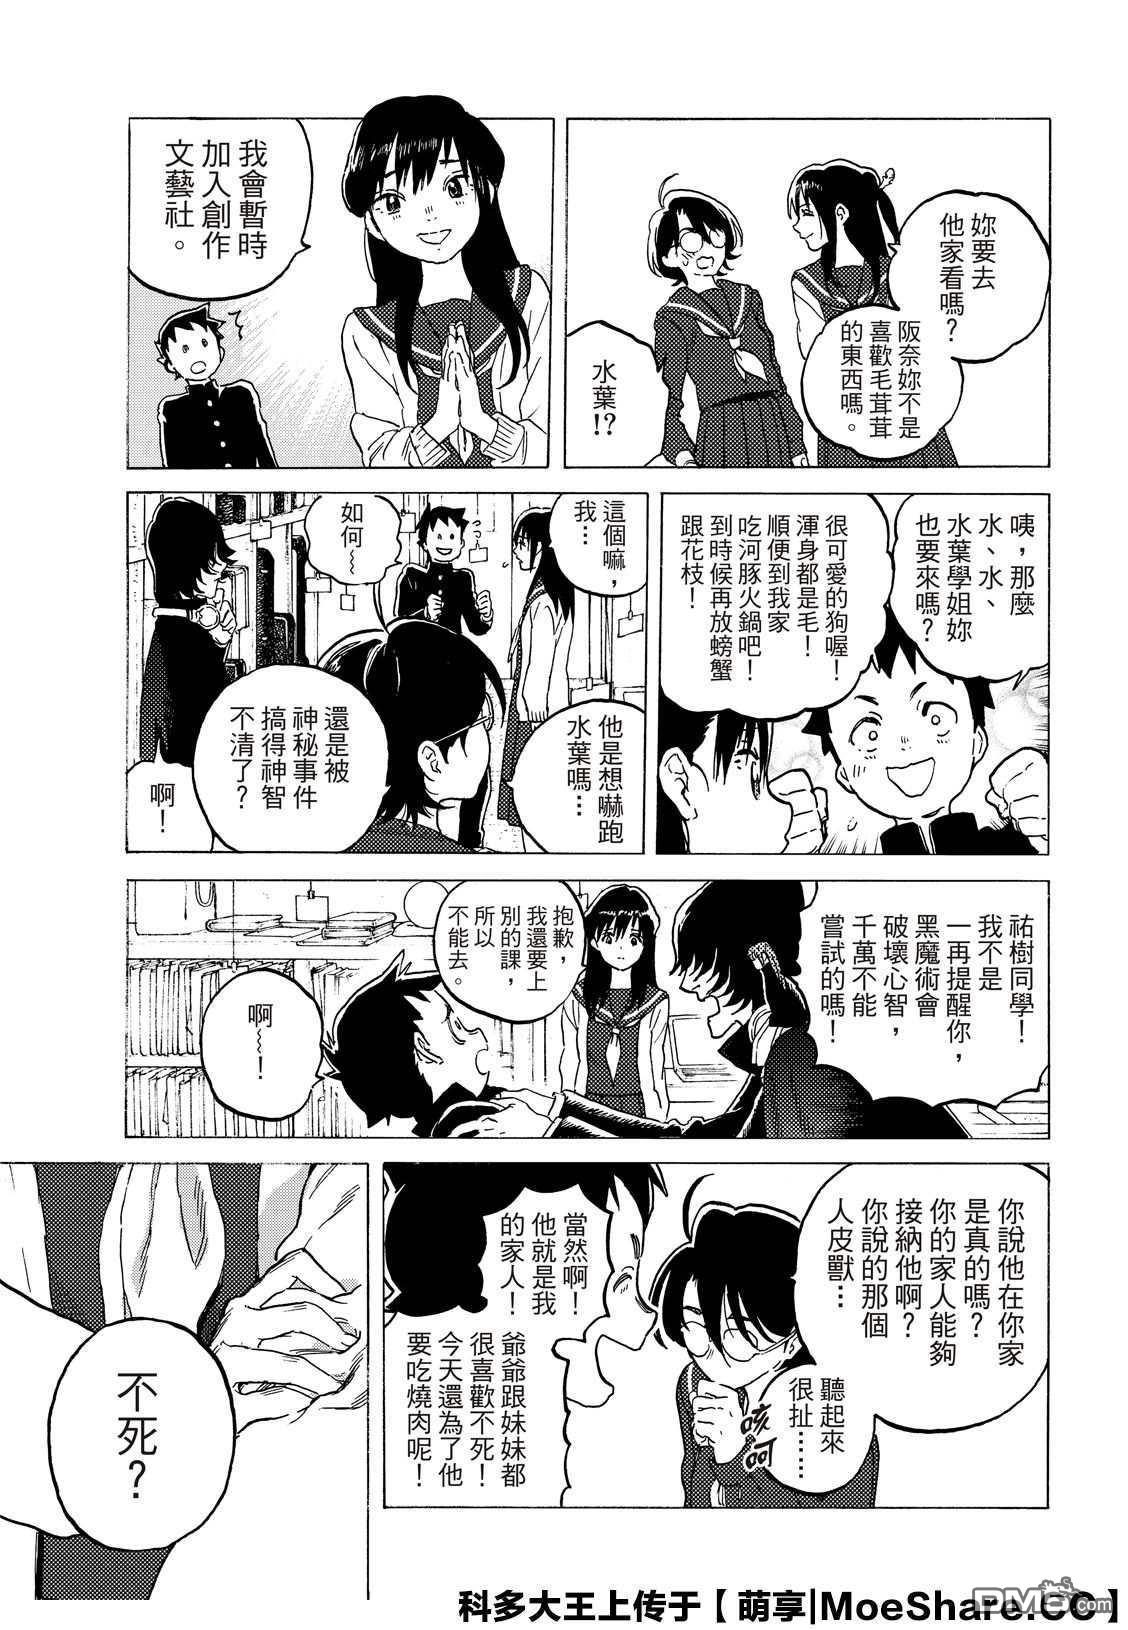 妳要去
他家看嗎？
阪奈妳不是
喜歡毛茸茸
的東西嗎。
水葉!?
我會暫時
加入創作
文藝社。
咦，那麼
水、水、
水葉學姐妳
也要來嗎？
很可愛的狗喔！
渾身都是毛！
順便到我家
吃河豚火鍋吧！
到時候再放螃蟹
跟花枝！
這個嘛，
我…
如何～
他是想嚇跑
水葉嗎…
還是被
神秘事件
搞得神智
不清了？
啊！
祐樹同學！
我不是
一再提醒你，
黑魔術會
破壞心智，
千萬不能
嘗試的嗎！
抱歉，
我還要上
別的課，
所以
不能去。
啊～！
你說他在你家
是真的嗎？
你的家人能夠
接納他啊？
你說的那個
人皮獸…
聽起來
很扯……
咳呵
當然啊！
他就是我
的家人！
爺爺跟妹妹都
很喜歡不死！
今天還為了他
要吃燒肉呢！
不死？
科多大王上传于【萌享|MoeShare.CC】